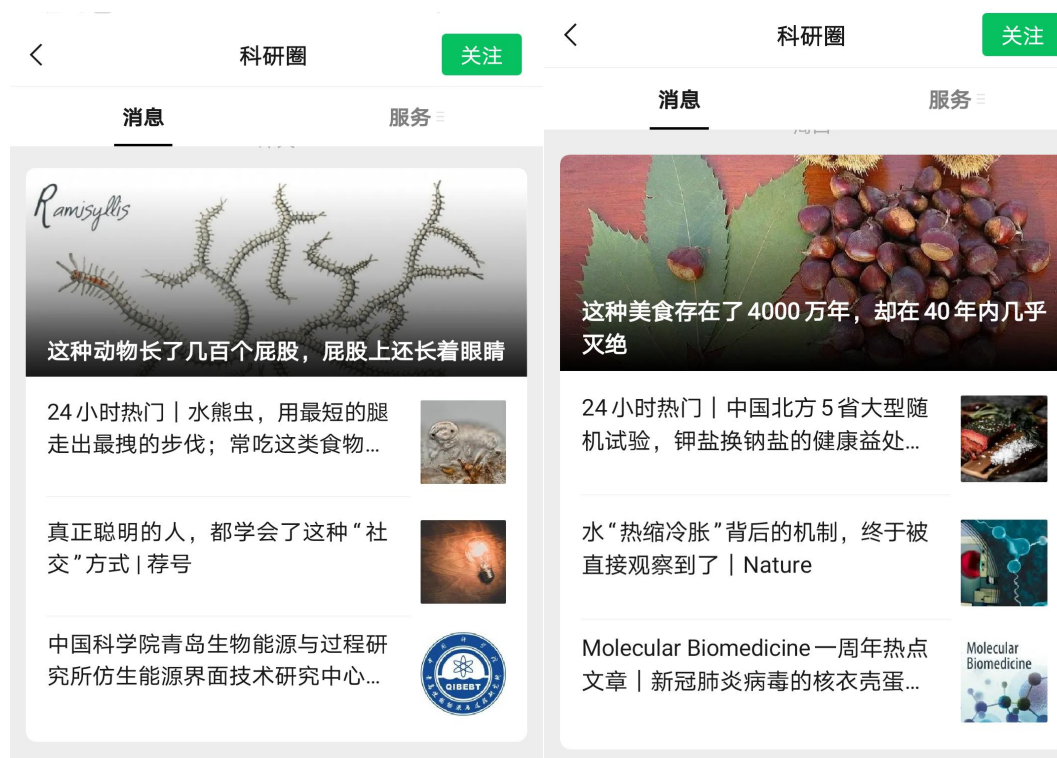 科研圈
关注
消息
服务
Ramisyllis
这种动物长了几百个屁股，屁股上还长着眼睛
24小时热门｜水熊虫，用最短的腿
走出最拽的步伐；常吃这类食物...
真正聪明的人，都学会了这种“社
交”方式 | 荐号
中国科学院青岛生物能源与过程研
究所仿生能源界面技术研究中心...
QIBEBT
科研圈
关注
消息
服务
这种美食存在了4000万年，却在40年内几乎
灭绝
24小时热门｜中国北方5省大型随
机试验，钾盐换钠盐的健康益处...
水“热缩冷胀”背后的机制，终于被
直接观察到了｜Nature
Molecular Biomedicine一周年热点
文章｜新冠肺炎病毒的核衣壳蛋...
Molecular
Biomedicine